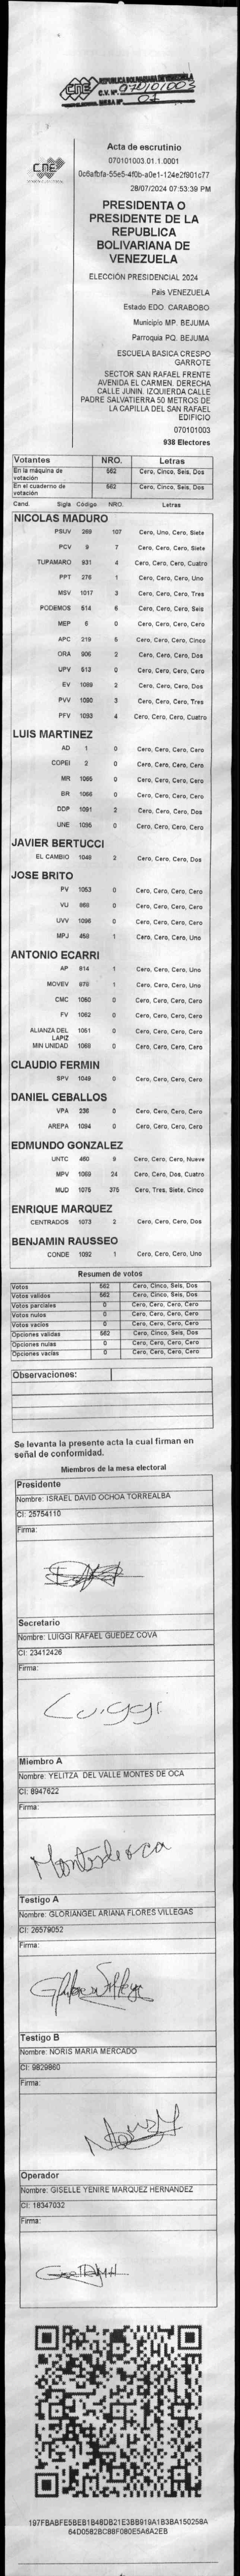 CNE
REPUBLICA BOLIVARIANA DE VENEZUELA
C.V. Nº 070101003
MESA Nº 01
CNE
Acta de escrutinio
070101003.01.1.0001
28/07/2024 07:53:39 PM
PRESIDENTA O
PRESIDENTE DE LA
REPUBLICA
BOLIVARIANA DE
VENEZUELA
ELECCIÓN PRESIDENCIAL 2024
Pais VENEZUELA
Estado EDO. CARABOBO
Municipio MP. BEJUMA
Parroquia PQ. BEJUMA
ESCUELA BASICA CRESPO
GARROTE
SECTOR SAN RAFAEL FRENTE
AVENIDA EL CARMEN. DERECHA
CALLE JUNIN. IZQUIERDA CALLE
PADRE SALVATIERRA 50 METROS DE
LA CAPILLA DEL SAN RAFAEL
EDIFICIO
070101003
938 Electores
Votantes NRO. Letras
En la máquina de
votación 562 Cero, Cinco, Seis, Dos
En el cuaderno de
votación 562 Cero, Cinco, Seis, Dos
Cand. Sigla Código NRO. Letras
NICOLAS MADURO
PSUV 269 107 Cero, Uno, Cero, Siete
PCV 9 7 Cero, Cero, Cero, Siete
TUPAMARO 931 4 Cero, Cero, Cero, Cuatro
PPT 276 1 Cero, Cero, Cero, Uno
MSV 1017 3 Cero, Cero, Cero, Tres
PODEMOS 514 6 Cero, Cero, Cero, Seis
MEP 6 0 Cero, Cero, Cero, Cero
APC 219 5 Cero, Cero, Cero, Cinco
ORA 906 2 Cero, Cero, Cero, Dos
UPV 513 0 Cero, Cero, Cero, Cero
EV 1089 2 Cero, Cero, Cero, Dos
PVV 1090 3 Cero, Cero, Cero, Tres
PFV 1093 4 Cero, Cero, Cero, Cuatro
LUIS MARTINEZ
AD 1 0 Cero, Cero, Cero, Cero
COPEI 2 0 Cero, Cero, Cero, Cero
MR 1065 0 Cero, Cero, Cero, Cero
BR 1066 0 Cero, Cero, Cero, Cero
DDP 1091 2 Cero, Cero, Cero, Dos
UNE 1095 0 Cero, Cero, Cero, Cero
JAVIER BERTUCCI
EL CAMBIO 1048 2 Cero, Cero, Cero, Dos
JOSE BRITO
PV 1053 0 Cero, Cero, Cero, Cero
VU 868 0 Cero, Cero, Cero, Cero
UVV 1096 0 Cero, Cero, Cero, Cero
MPJ 458 1 Cero, Cero, Cero, Uno
ANTONIO ECARRI
AP 814 1 Cero, Cero, Cero, Uno
MOVEV 979 1 Cero, Cero, Cero, Uno
CMC 1050 0 Cero, Cero, Cero, Cero
FV 1052 0 Cero, Cero, Cero, Cero
ALIANZA DEL
LAPIZ 1051 0 Cero, Cero, Cero, Cero
MIN UNIDAD 1068 0 Cero, Cero, Cero, Cero
CLAUDIO FERMIN
SPV 1049 0 Cero, Cero, Cero, Cero
DANIEL CEBALLOS
VPA 236 0 Cero, Cero, Cero, Cero
AREPA 1094 0 Cero, Cero, Cero, Cero
EDMUNDO GONZALEZ
UNTC 460 9 Cero, Cero, Cero, Nueve
MPV 1069 24 Cero, Cero, Dos, Cuatro
MUD 1075 375 Cero, Tres, Siete, Cinco
ENRIQUE MARQUEZ
CENTRADOS 1073 2 Cero, Cero, Cero, Dos
BENJAMIN RAUSSEO
CONDE 1092 1 Cero, Cero, Cero, Uno
Resumen de votos
Votos 562 Cero, Cinco, Seis, Dos
Votos validos 562 Cero, Cinco, Seis, Dos
Votos parciales 0 Cero, Cero, Cero, Cero
Votos nulos 0 Cero, Cero, Cero, Cero
Votos vacios 0 Cero, Cero, Cero, Cero
Opciones validas 562 Cero, Cinco, Seis, Dos
Opciones nulas 0 Cero, Cero, Cero, Cero
Opciones vacias 0 Cero, Cero, Cero, Cero
Observaciones:
Se levanta la presente acta la cual firman en
señal de conformidad.
Miembros de la mesa electoral
Presidente
Nombre: ISRAEL DAVID OCHOA TORREALBA
CI: 25754110
Firma:
Secretario
Nombre: LUIGGI RAFAEL GUEDEZ COVA
CI: 23412426
Firma:
Luiggi
Miembro A
Nombre: YELITZA DEL VALLE MONTES DE OCA
CI: 8947622
Firma:
Montesdeoca
Testigo A
Nombre: GLORIANGEL ARIANA FLORES VILLEGAS
CI: 26579052
Firma:
Testigo B
Nombre: NORIS MARIA MERCADO
CI: 9829860
Firma:
Operador
Nombre: GISELLE YENIRE MARQUEZ HERNANDEZ
CI: 18347032
Firma:
197FBABFE5BEB1B48DB21E3BB919A1B3BA150258A
64D0582BC88F080E5A6A2EB